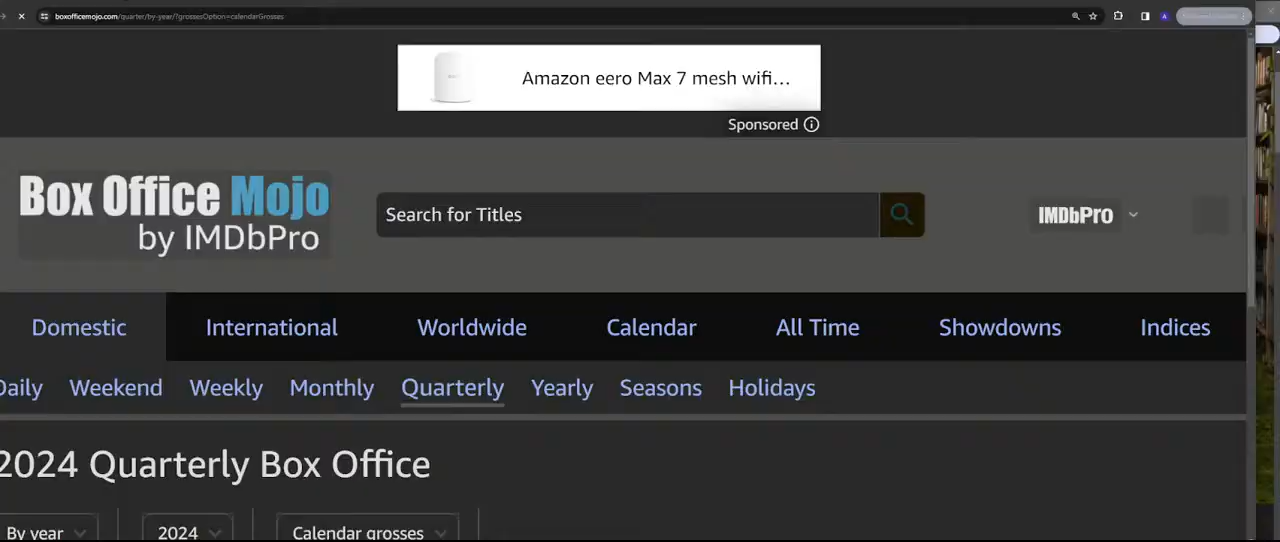 boxofficemojo.com/quarter/by-year/?grossesOption=calendarGrosses
Amazon eero Max 7 mesh wifi...
Sponsored
Box Office Mojo
by IMDbPro
Search for Titles
IMDbPro
Domestic
International
Worldwide
Calendar
All Time
Showdowns
Indices
Daily
Weekend
Weekly
Monthly
Quarterly
Yearly
Seasons
Holidays
2024 Quarterly Box Office
By year
2024
Calendar grosses